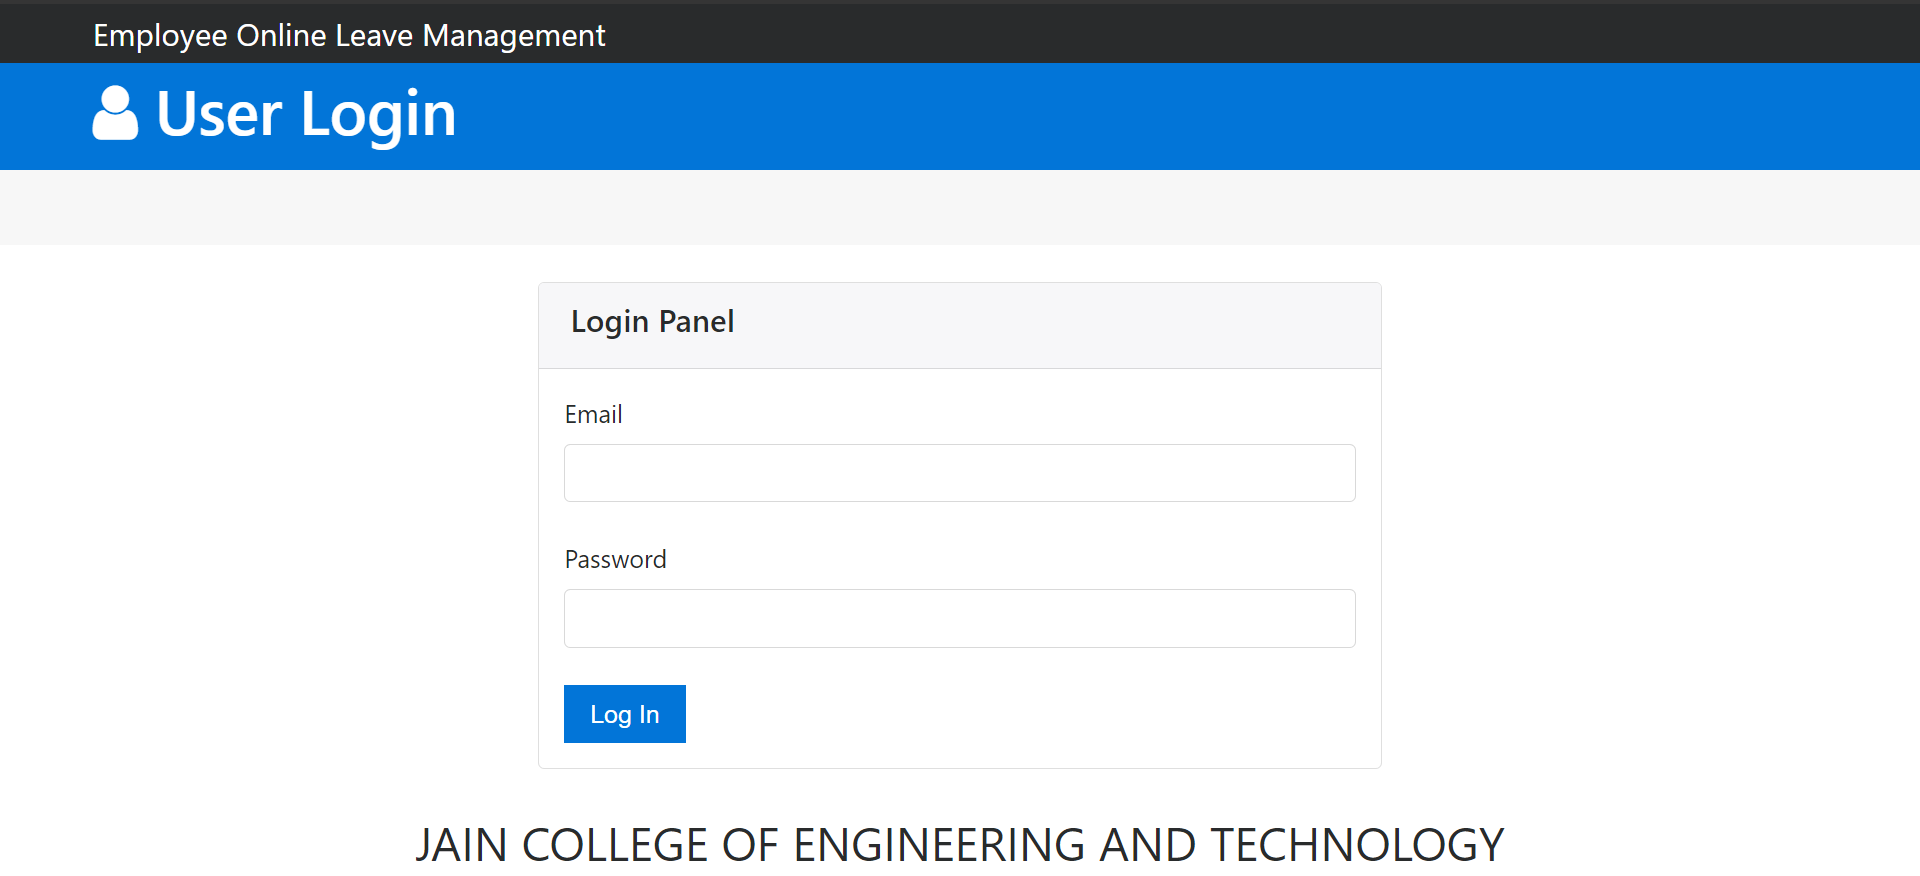 Employee Online Leave Management
User Login
Login Panel
Email
Password
Log In
JAIN COLLEGE OF ENGINEERING AND TECHNOLOGY